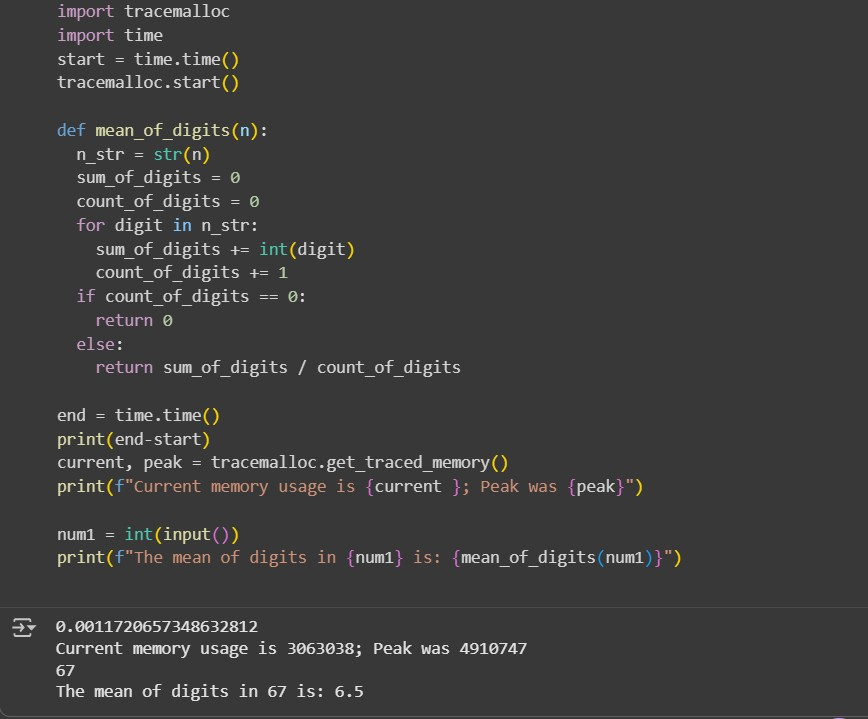 import tracemalloc
import time
start = time.time()
tracemalloc.start()

def mean_of_digits(n):
  n_str = str(n)
  sum_of_digits = 0
  count_of_digits = 0
  for digit in n_str:
    sum_of_digits += int(digit)
    count_of_digits += 1
  if count_of_digits == 0:
    return 0
  else:
    return sum_of_digits / count_of_digits

end = time.time()
print(end-start)
current, peak = tracemalloc.get_traced_memory()
print(f"Current memory usage is {current }; Peak was {peak}")

num1 = int(input())
print(f"The mean of digits in {num1} is: {mean_of_digits(num1)}")

0.0011720657348632812
Current memory usage is 3063038; Peak was 4910747
67
The mean of digits in 67 is: 6.5